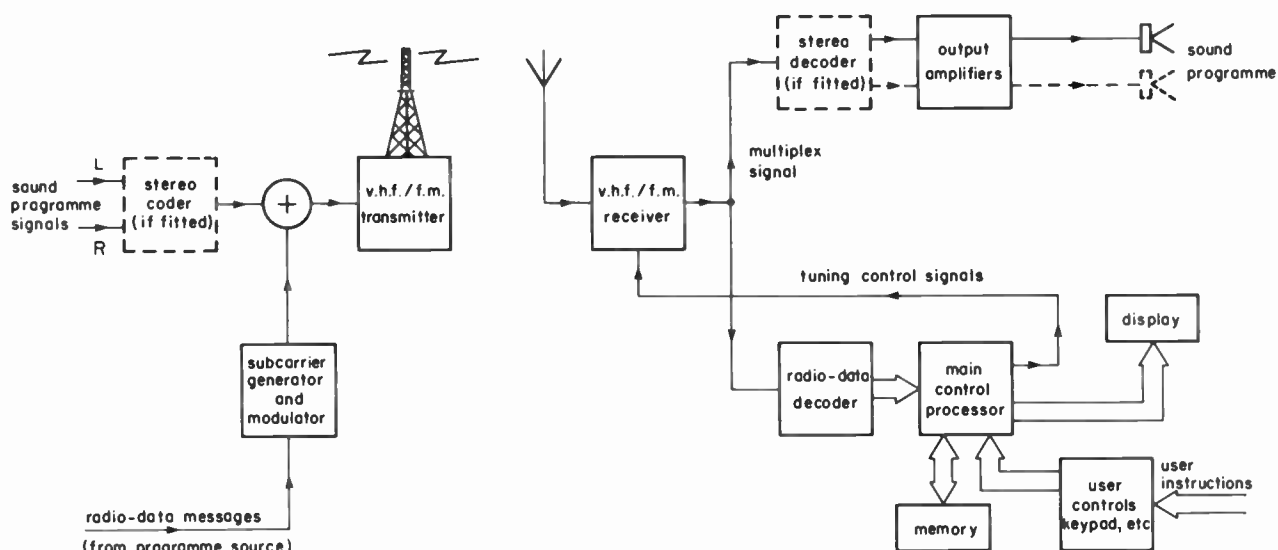 sound
programme
signals
L
R
stereo
coder
(if fitted)
+
v.h.f./f.m.
transmitter
subcarrier
generator
and
modulator
radio-data messages
(from programme source)
v.h.f./f.m.
receiver
multiplex
signal
stereo
decoder
(if fitted)
output
amplifiers
sound
programme
tuning control signals
radio-data
decoder
main
control
processor
display
memory
user
controls
keypad, etc
user
instructions